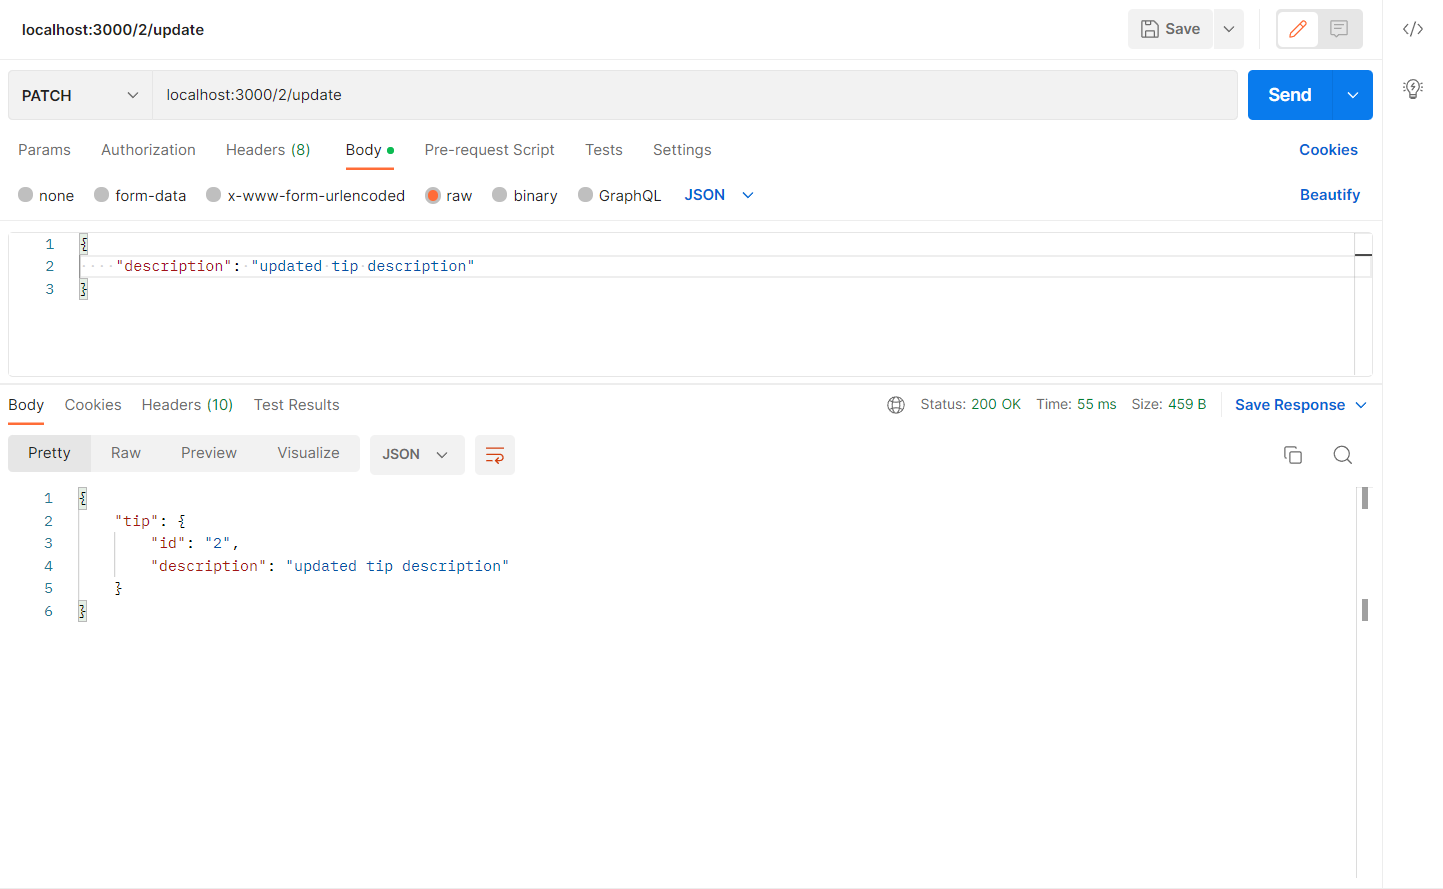 localhost:3000/2/update
Save
PATCH
localhost:3000/2/update
Send
Params Authorization Headers (8) Body Pre-request Script Tests Settings Cookies
none form-data x-www-form-urlencoded raw binary GraphQL JSON Beautify
1 {
2 "description": "updated tip description"
3 }
Body Cookies Headers (10) Test Results Status: 200 OK Time: 55 ms Size: 459 B Save Response
Pretty Raw Preview Visualize JSON
1 {
2 "tip": {
3 "id": "2",
4 "description": "updated tip description"
5 }
6 }